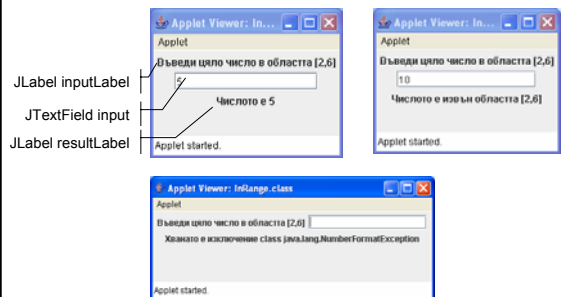 Applet Viewer: In...
Applet
Въведи цяло число в областта [2,6]
5
Числото е 5
Applet started.
JLabel inputLabel
JTextField input
JLabel resultLabel
Applet Viewer: In...
Applet
Въведи цяло число в областта [2,6]
10
Числото е извън областта [2,6]
Applet started.
Applet Viewer: InRange.class
Applet
Въведи цяло число в областта [2,6]
Хванато е изключение class java.lang.NumberFormatException
Applet started.